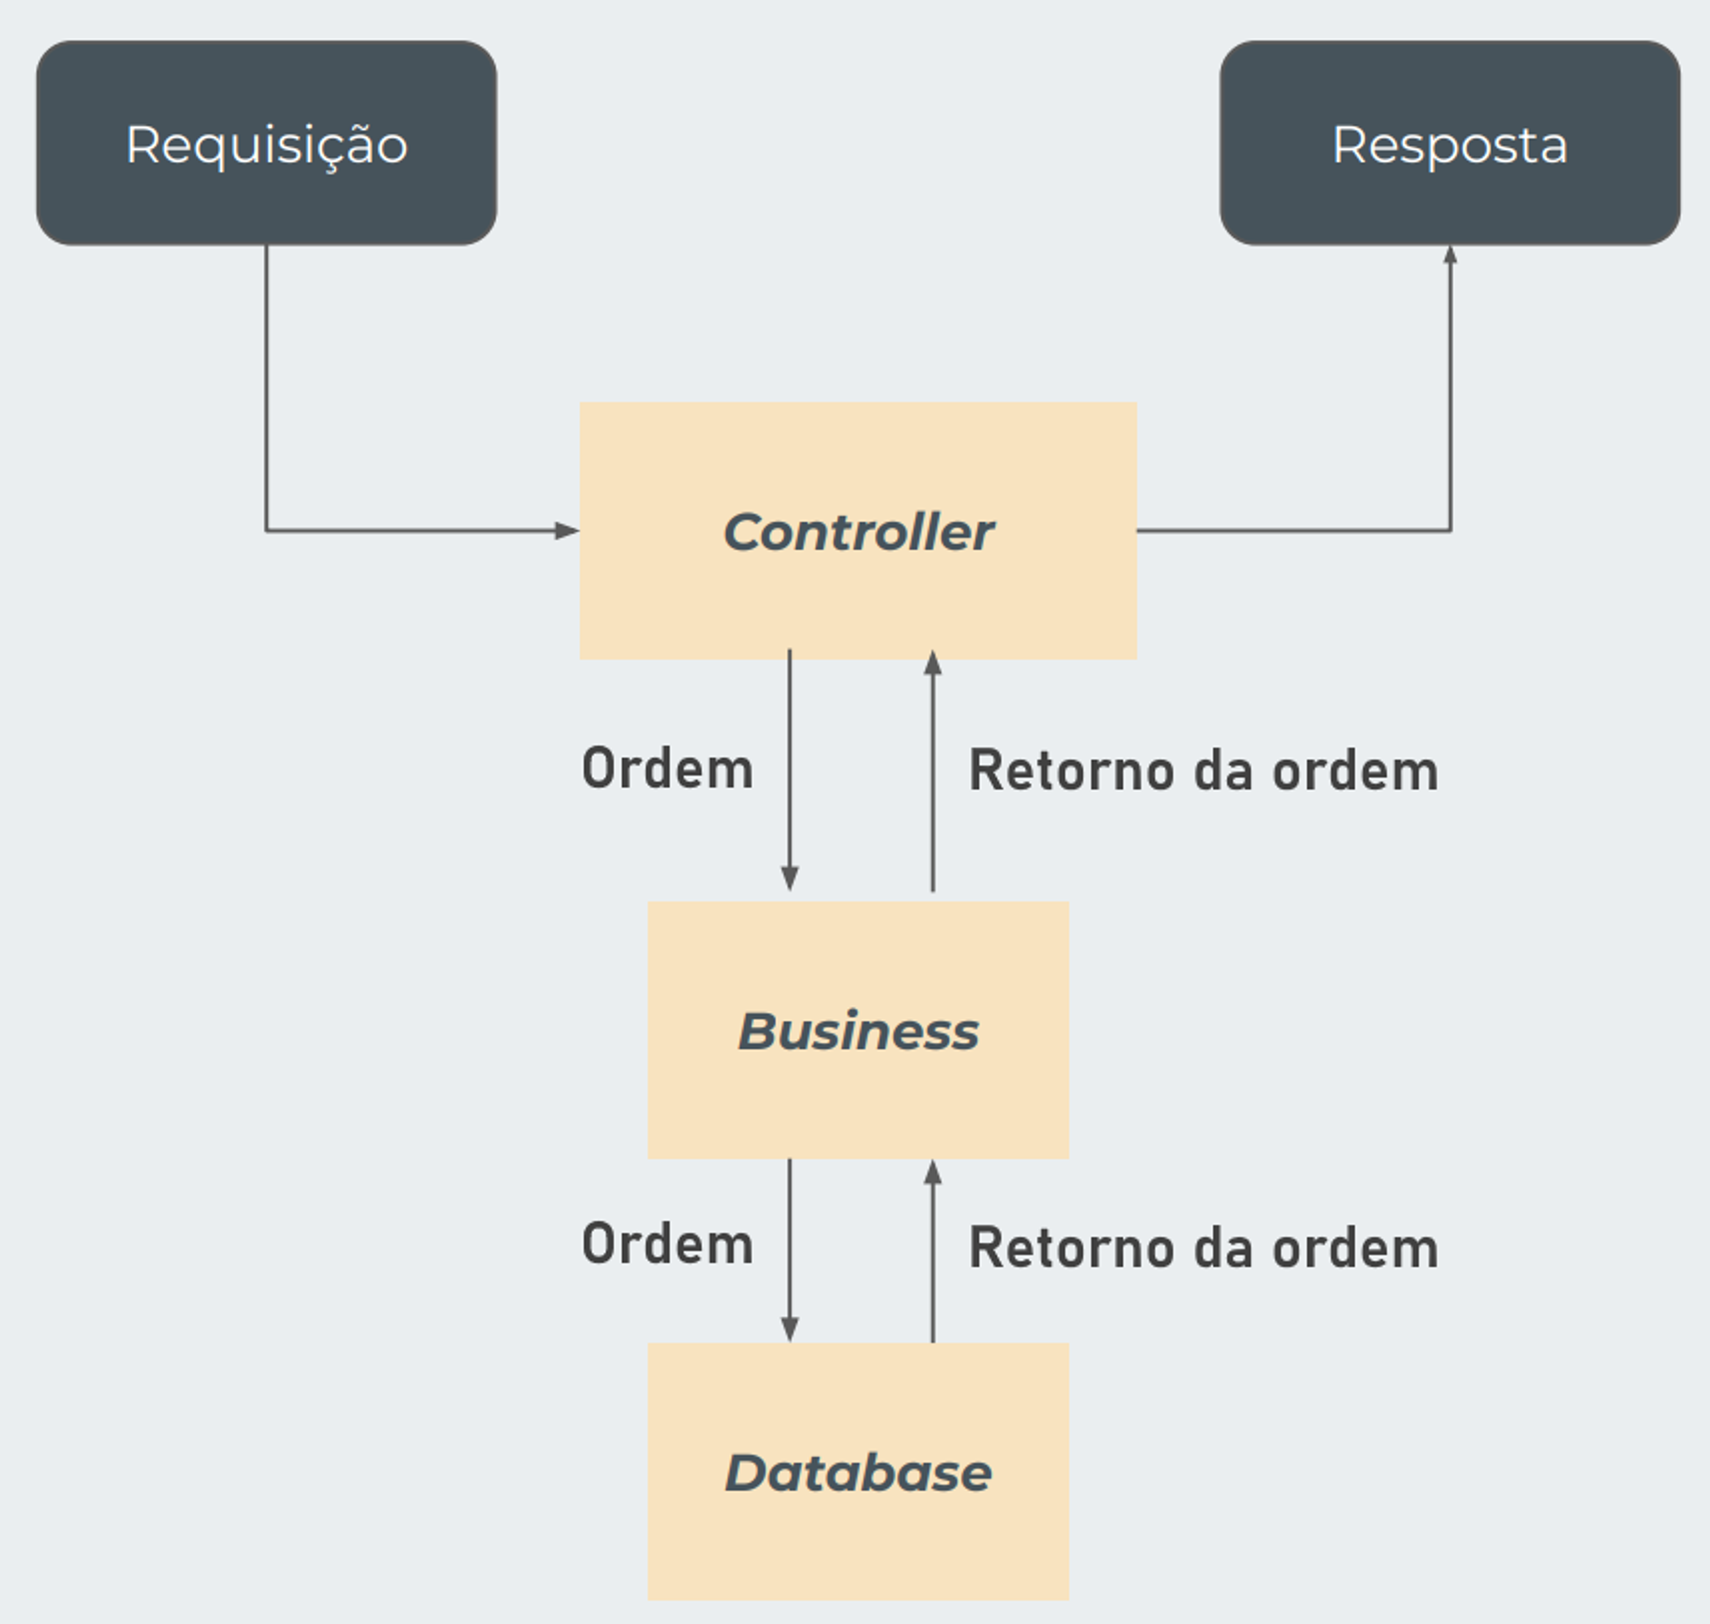 Requisição
Resposta
Controller
Ordem
Retorno da ordem
Business
Ordem
Retorno da ordem
Database